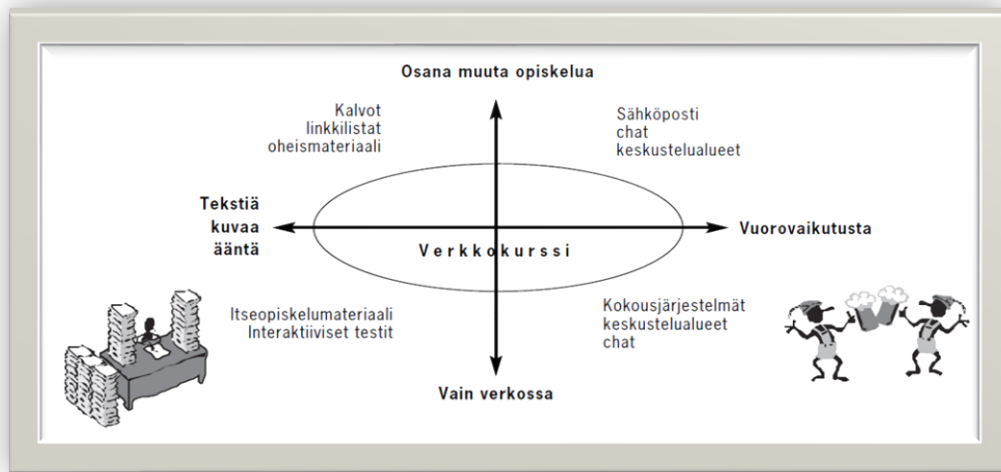 Osana muuta opiskelua
Kalvot
linkkilistat
oheismateriaali
Sähköposti
chat
keskustelualueet
Tekstiä
kuvaa
ääntä
Vuorovaikutusta
Verkkokurssi
Itseopiskelumateriaali
Interaktiiviset testit
Kokousjärjestelmät
keskustelualueet
chat
Vain verkossa